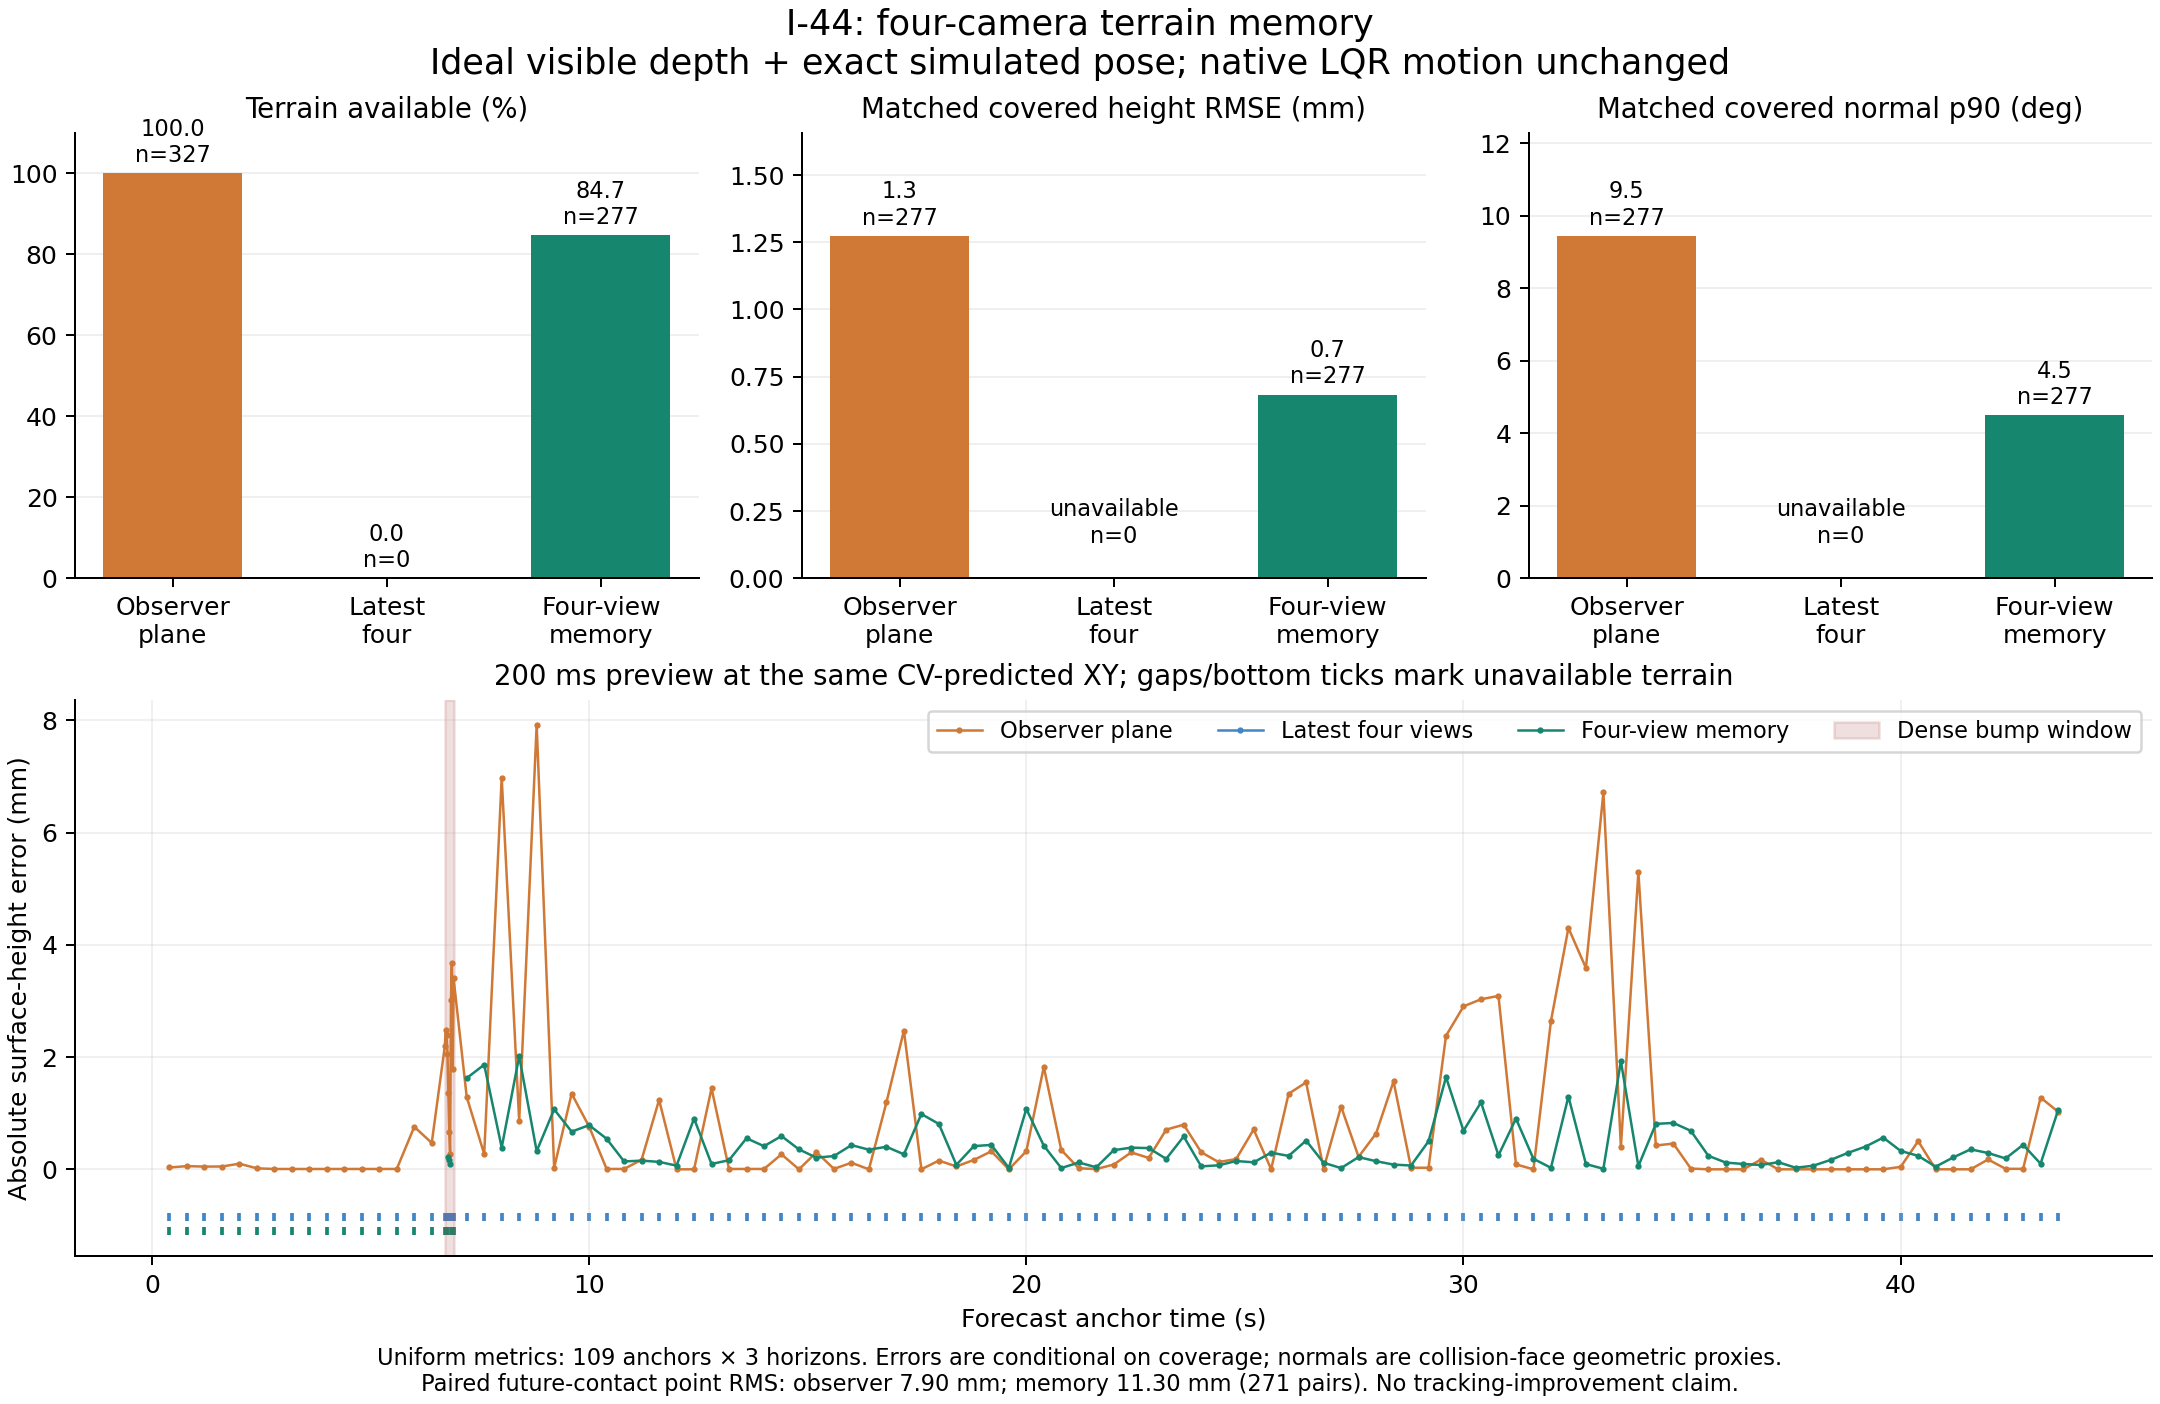 I-44: four-camera terrain memory
Ideal visible depth + exact simulated pose; native LQR motion unchanged
Terrain available (%)
100
80
60
40
20
0
100.0
n=327
0.0
n=0
84.7
n=277
Observer
plane
Latest
four
Four-view
memory
Matched covered height RMSE (mm)
1.50
1.25
1.00
0.75
0.50
0.25
0.00
1.3
n=277
unavailable
n=0
0.7
n=277
Observer
plane
Latest
four
Four-view
memory
Matched covered normal p90 (deg)
12
10
8
6
4
2
0
9.5
n=277
unavailable
n=0
4.5
n=277
Observer
plane
Latest
four
Four-view
memory
200 ms preview at the same CV-predicted XY; gaps/bottom ticks mark unavailable terrain
Observer plane
Latest four views
Four-view memory
Dense bump window
Absolute surface-height error (mm)
8
6
4
2
0
0
10
20
30
40
Forecast anchor time (s)
Uniform metrics: 109 anchors × 3 horizons. Errors are conditional on coverage; normals are collision-face geometric proxies.
Paired future-contact point RMS: observer 7.90 mm; memory 11.30 mm (271 pairs). No tracking-improvement claim.